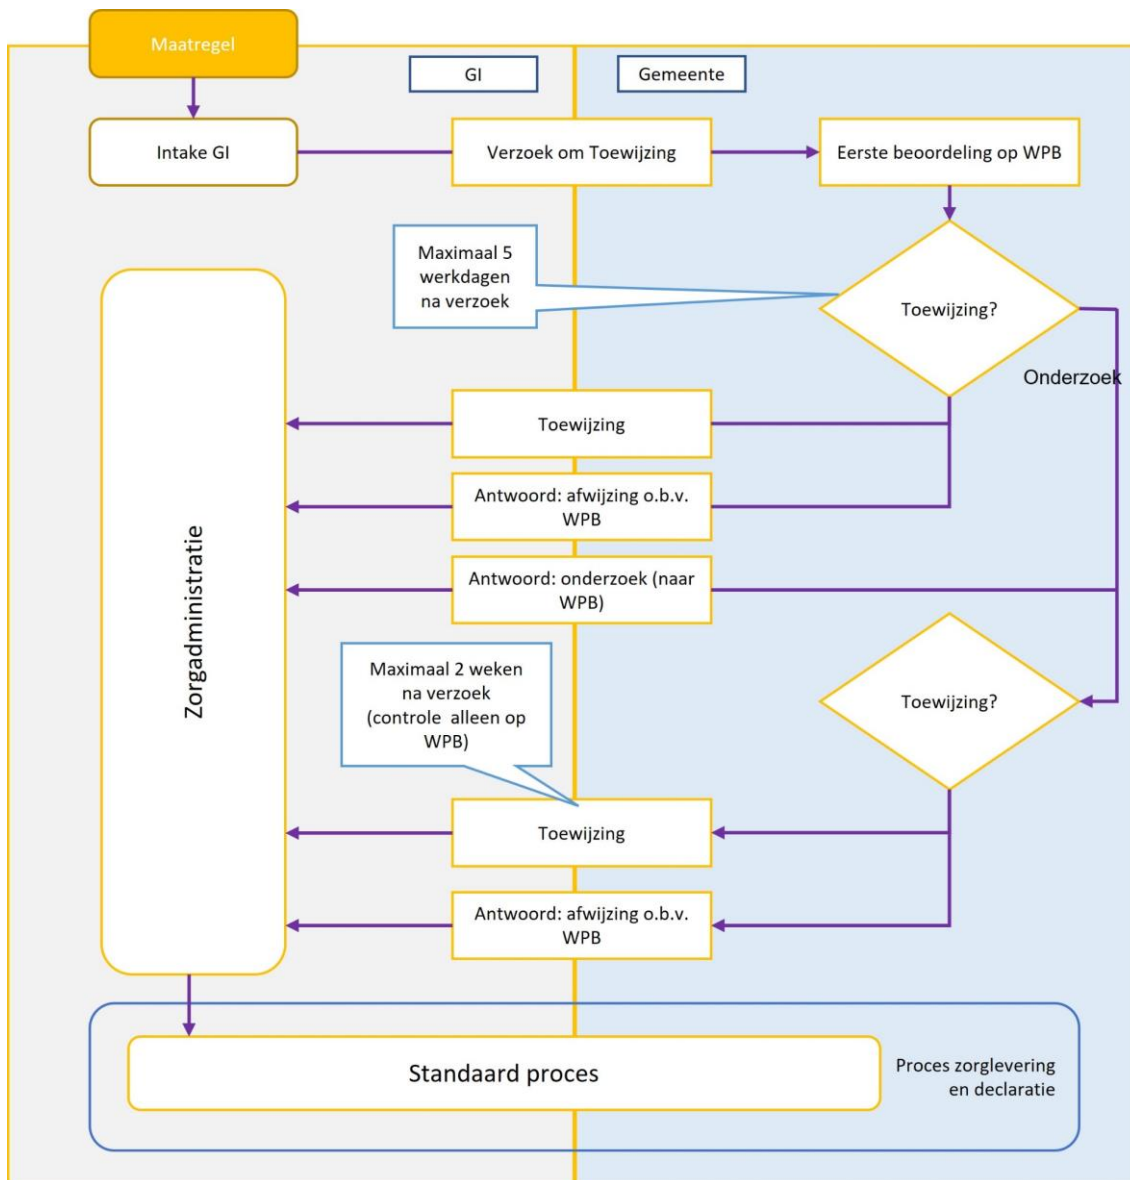 Maatregel
GI
Gemeente
Intake GI
Verzoek om Toewijzing
Eerste beoordeling op WPB
Maximaal 5
werkdagen
na verzoek
Toewijzing?
Onderzoek
Toewijzing
Antwoord: afwijzing o.b.v.
WPB
Antwoord: onderzoek (naar
WPB)
Zorgadministratie
Maximaal 2 weken
na verzoek
(controle alleen op
WPB)
Toewijzing?
Toewijzing
Antwoord: afwijzing o.b.v.
WPB
Standaard proces
Proces zorglevering
en declaratie